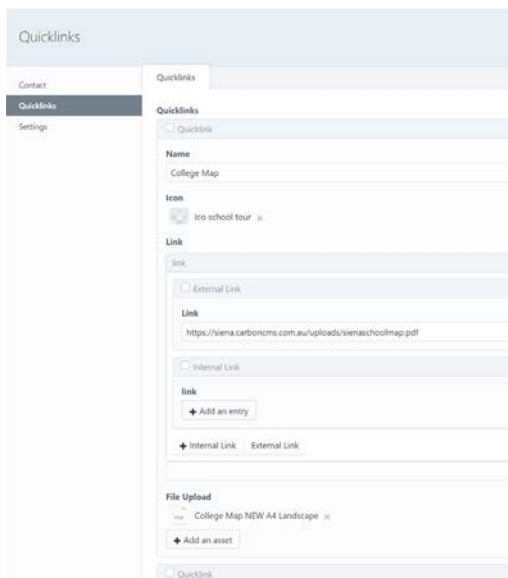 Quicklinks
Contact
Quicklinks
Settings
Quicklinks
Quicklinks
Quicklink
Name
College Map
Icon
Ico school tour
Link
link
External Link
Link
https://siena.carboncms.com.au/uploads/sienaschoolmap.pdf
Internal Link
link
+ Add an entry
+ Internal Link External Link
File Upload
College Map NEW A4 Landscape
+ Add an asset
Quicklink